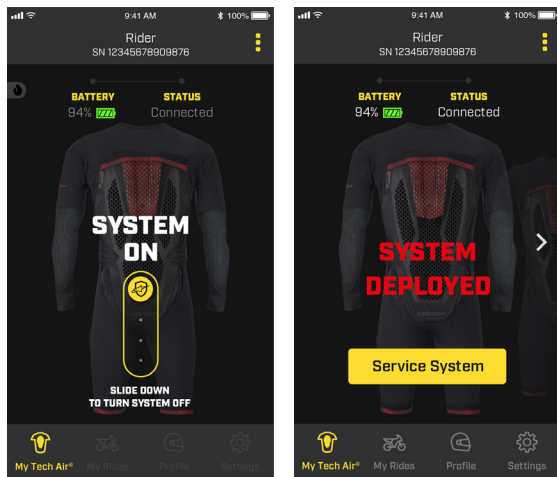 9:41 AM
100%
Rider
SN 12345678909876
BATTERY
STATUS
94%
Connected
SYSTEM
ON
SLIDE DOWN
TO TURN SYSTEM OFF
My Tech Air®
My Rides
Profile
Settings
9:41 AM
100%
Rider
SN 12345678909876
BATTERY
STATUS
94%
Connected
SYSTEM
DEPLOYED
Service System
My Tech Air®
My Rides
Profile
Settings